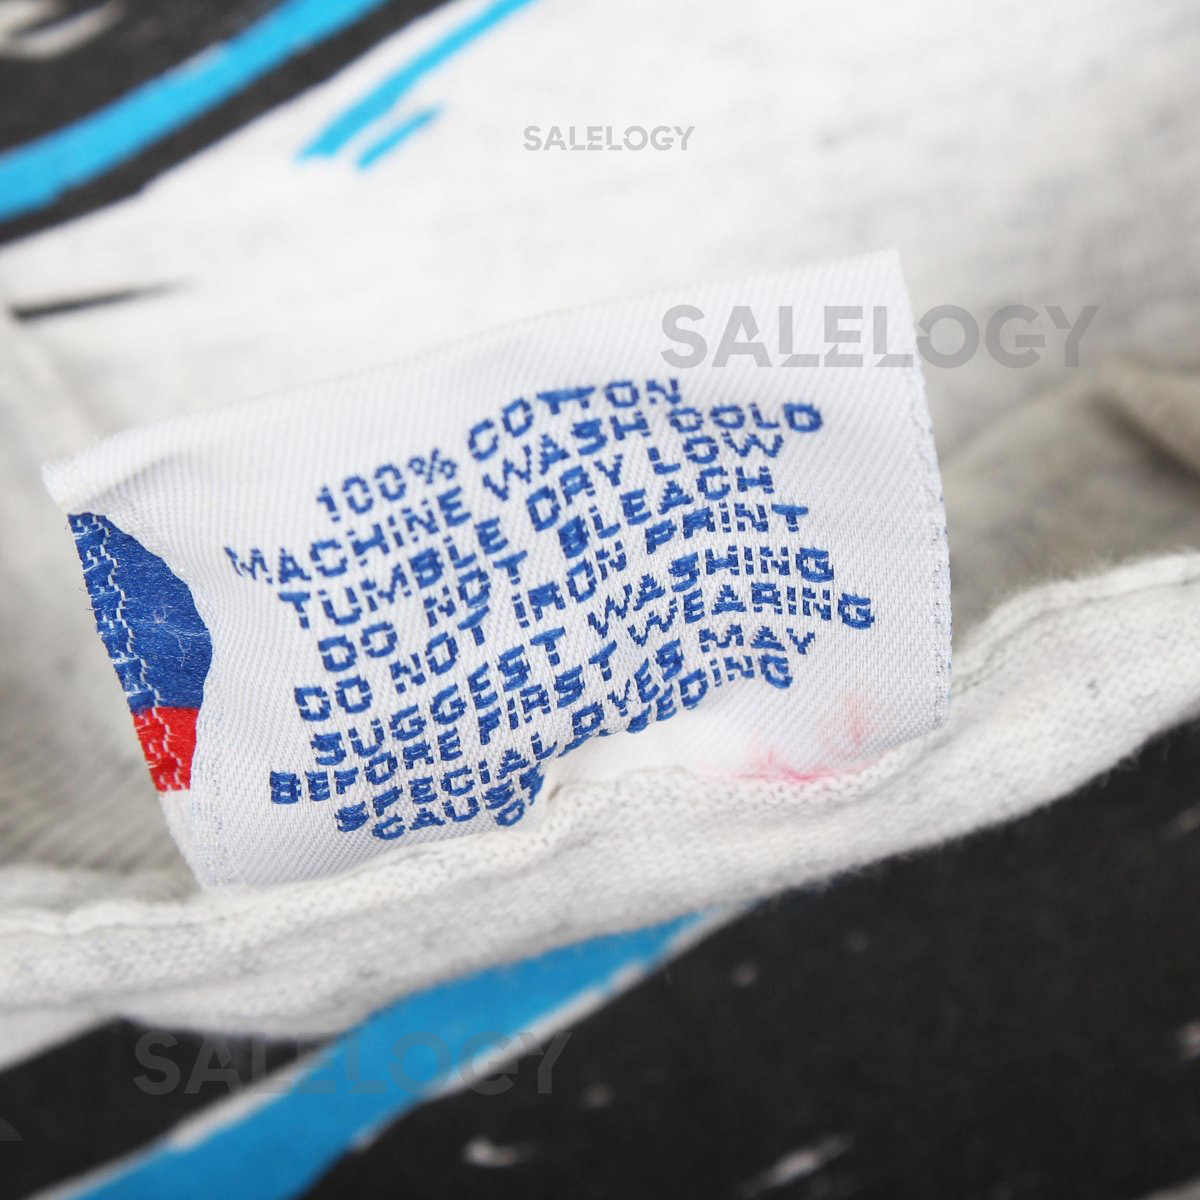 SALELOGY
SALELOGY
100% COTTON
MACHINE WASH COLD
TUMBLE DRY LOW
DO NOT BLEACH
DO NOT IRON PRINT
SUGGEST WASHING
BEFORE FIRST WEARING
SPECIAL DYES MAY
CAUSE
SALELOGY